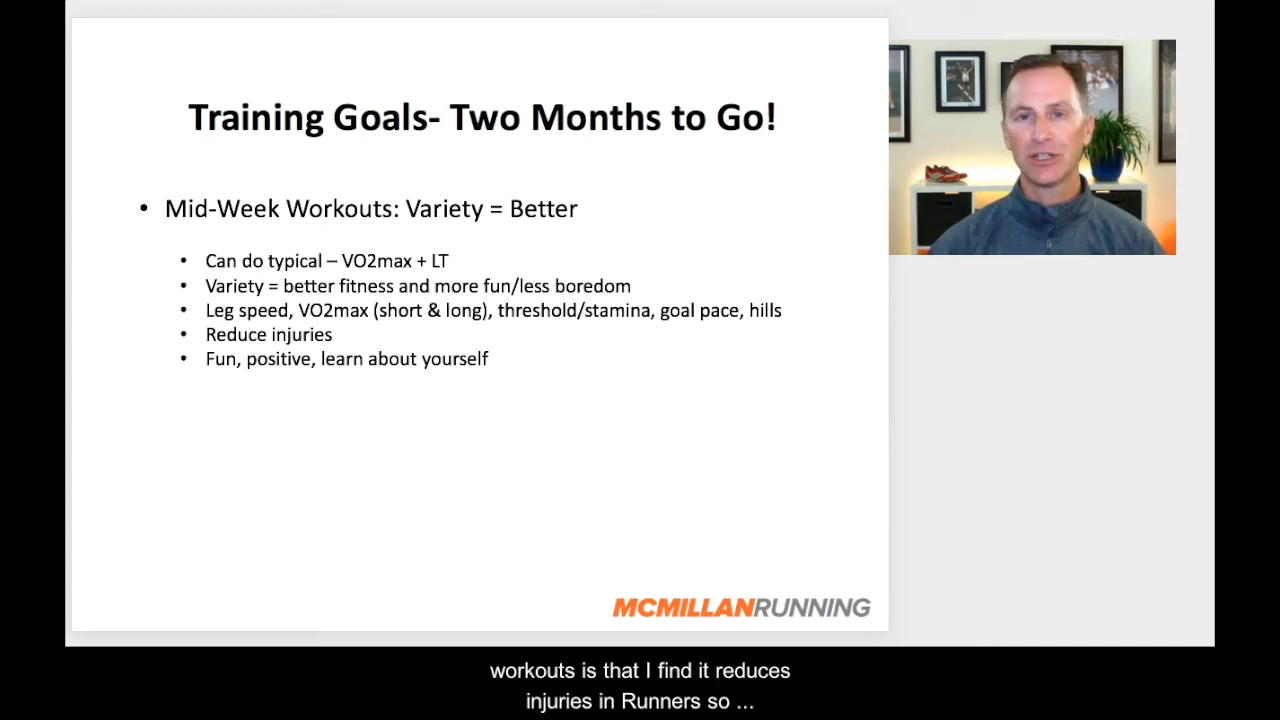 Training Goals- Two Months to Go!
• Mid-Week Workouts: Variety = Better
• Can do typical – VO2max + LT
• Variety = better fitness and more fun/less boredom
• Leg speed, VO2max (short & long), threshold/stamina, goal pace, hills
• Reduce injuries
• Fun, positive, learn about yourself
MCMILLANRUNNING
workouts is that I find it reduces
injuries in Runners so ...